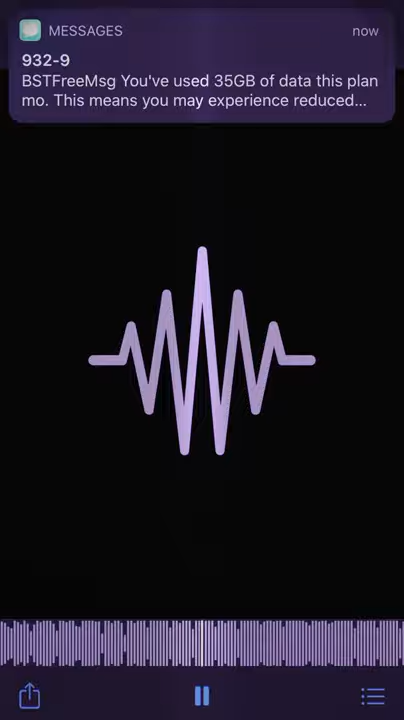 MESSAGES now
932-9
BSTFreeMsg You've used 35GB of data this plan
mo. This means you may experience reduced...